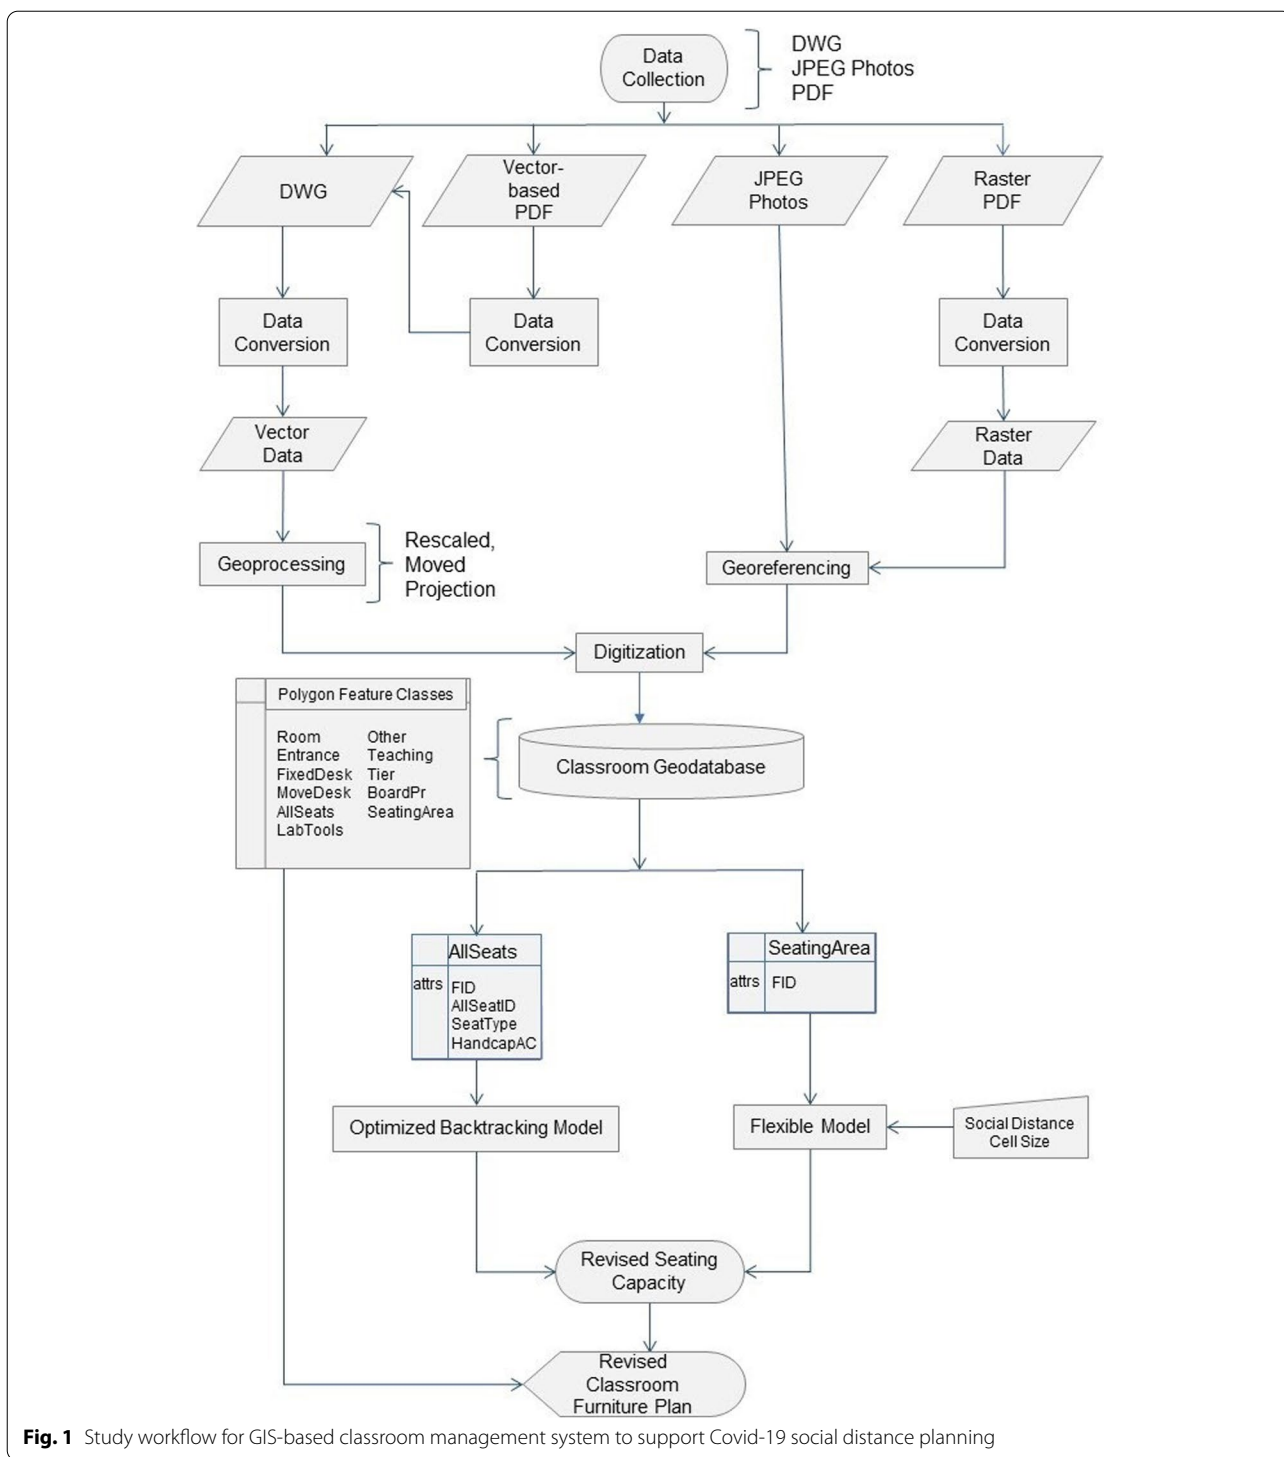 Data
Collection
DWG
JPEG Photos
PDF
DWG
Vector-
based
PDF
JPEG
Photos
Raster
PDF
Data
Conversion
Data
Conversion
Data
Conversion
Vector
Data
Raster
Data
Geoprocessing
Rescaled,
Moved
Projection
Georeferencing
Digitization
Polygon Feature Classes
Room Other
Entrance Teaching
FixedDesk Tier
MoveDesk BoardPr
AllSeats SeatingArea
LabTools
Classroom Geodatabase
AllSeats
attrs FID
AllSeatID
SeatType
HandcapAC
SeatingArea
attrs FID
Optimized Backtracking Model
Flexible Model
Social Distance
Cell Size
Revised Seating
Capacity
Revised
Classroom
Furniture Plan
Fig. 1 Study workflow for GIS-based classroom management system to support Covid-19 social distance planning